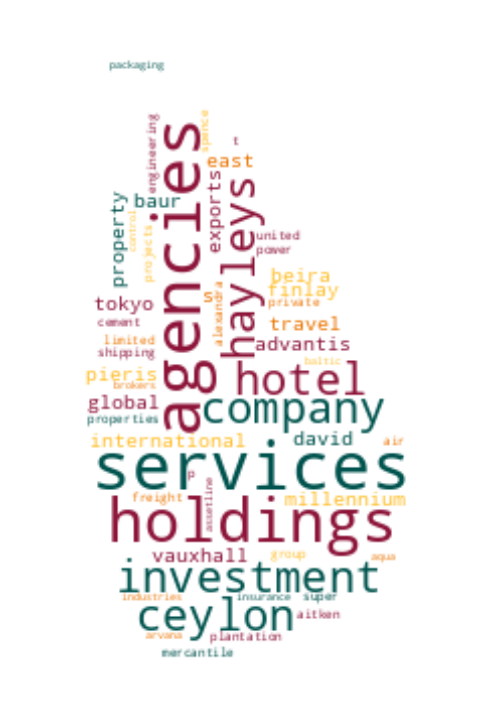 packaging
engineering
agencies
spence
t
east
exports
hayleys
property
baur
control
projects
united
power
s
alexandra
beira
finlay
private
tokyo
cement
travel
limited
advantis
shipping
baltic
pieris
brokers
hotel
global
company
properties
international
david
air
services
p
assetline
freight
millennium
holdings
vauxhall
group
aqua
investment
industries
insurance
super
ceylon
aitken
arvana
plantation
mercantile